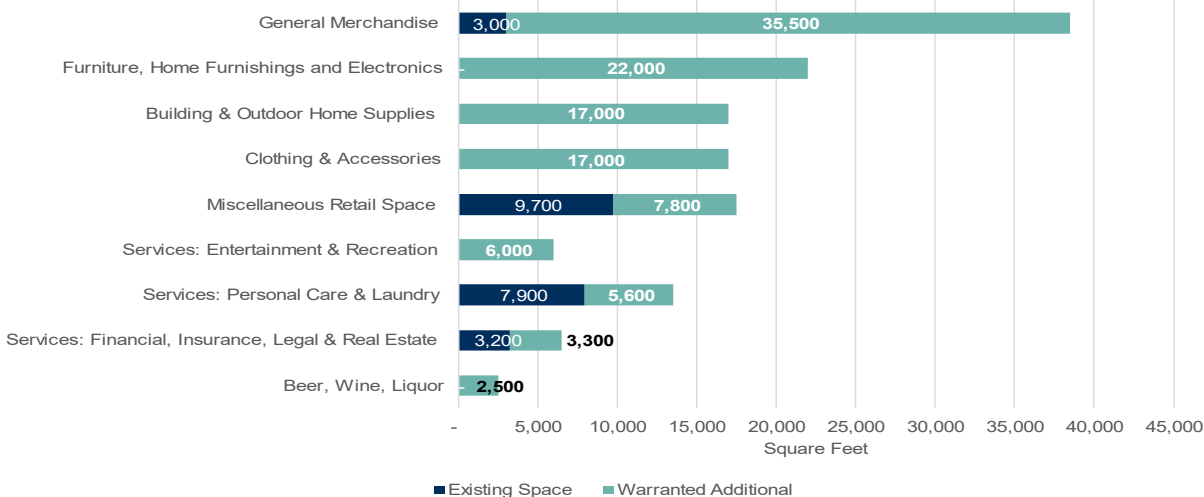 General Merchandise 3,000 35,500
Furniture, Home Furnishings and Electronics - 22,000
Building & Outdoor Home Supplies 17,000
Clothing & Accessories 17,000
Miscellaneous Retail Space 9,700 7,800
Services: Entertainment & Recreation 6,000
Services: Personal Care & Laundry 7,900 5,600
Services: Financial, Insurance, Legal & Real Estate 3,200 3,300
Beer, Wine, Liquor - 2,500
- 5,000 10,000 15,000 20,000 25,000 30,000 35,000 40,000 45,000
Square Feet
Existing Space Warranted Additional